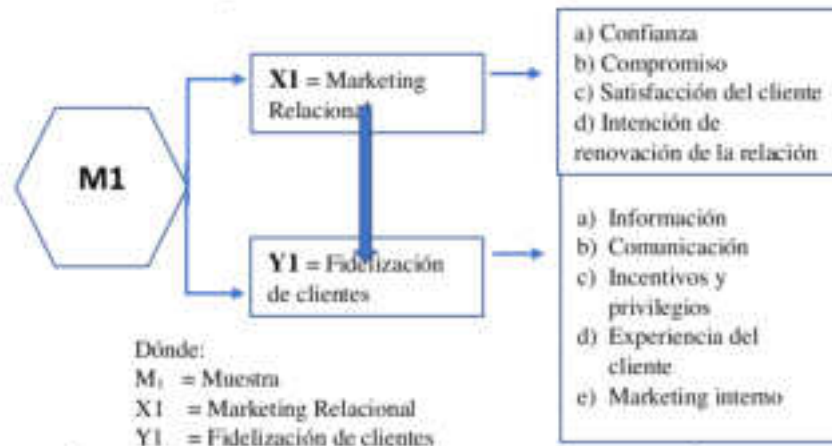 M1
X1 = Marketing
Relacional
a) Confianza
b) Compromiso
c) Satisfacción del cliente
d) Intención de
renovación de la relación
Y1 = Fidelización
de clientes
a) Información
b) Comunicación
c) Incentivos y
privilegios
d) Experiencia del
cliente
e) Marketing interno
Dónde:
M₁ = Muestra
X1 = Marketing Relacional
Y1 = Fidelización de clientes